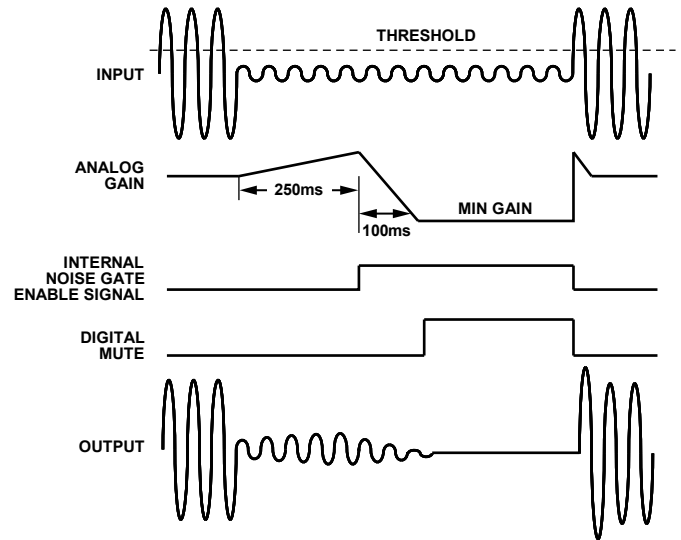 THRESHOLD
INPUT
ANALOG
GAIN
250ms
MIN GAIN
100ms
INTERNAL
NOISE GATE
ENABLE SIGNAL
DIGITAL
MUTE
OUTPUT